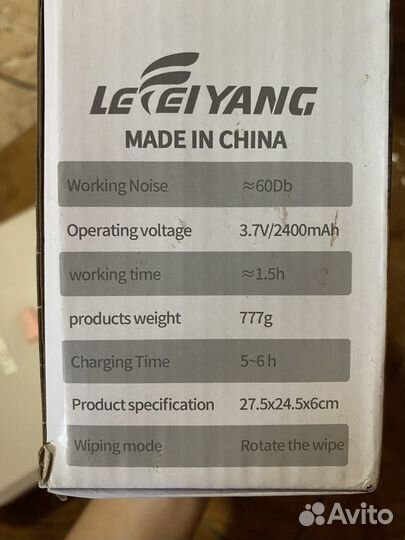 LEFEIYANG
MADE IN CHINA
Working Noise ≈60Db
Operating voltage 3.7V/2400mAh
working time ≈1.5h
products weight 777g
Charging Time 5~6 h
Product specification 27.5x24.5x6cm
Wiping mode Rotate the wipe
Avito